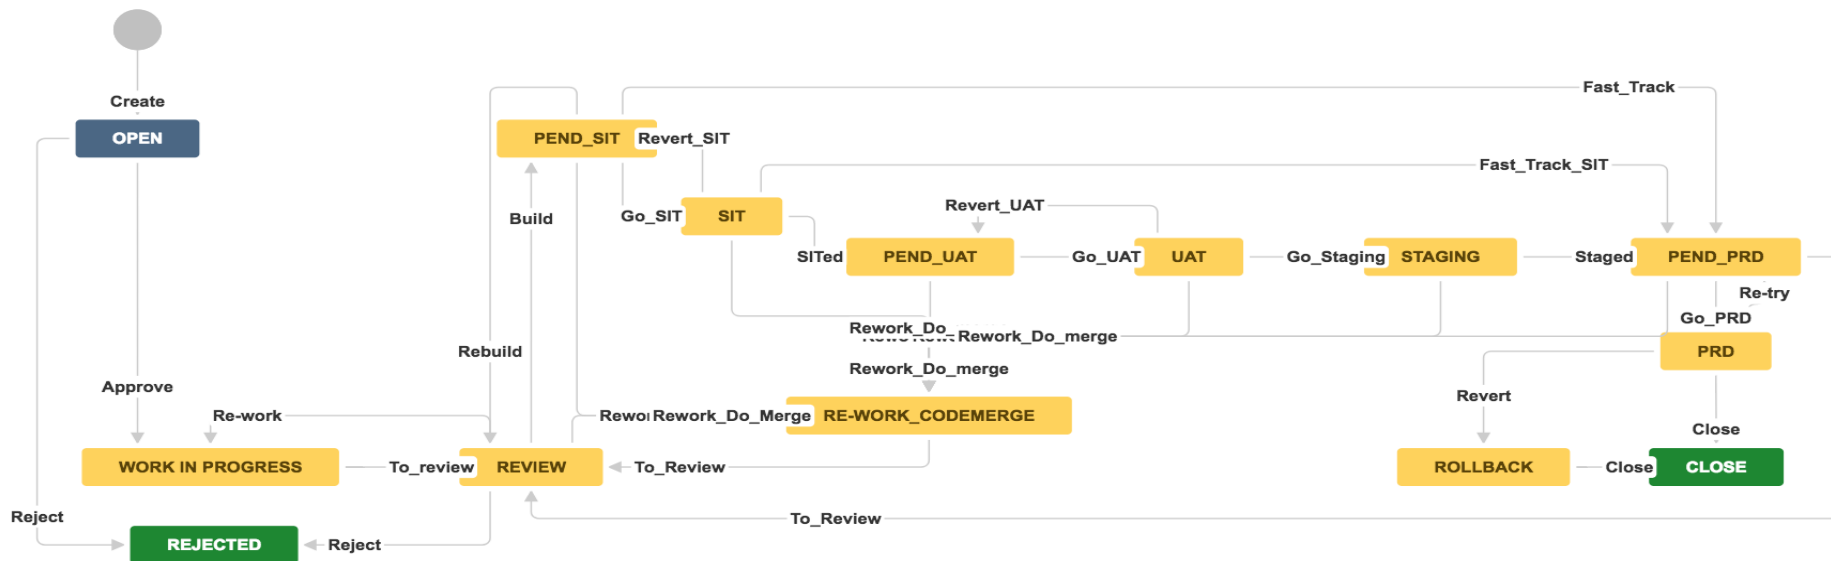 Create
Fast_Track
OPEN
PEND_SIT
Revert_SIT
Fast_Track_SIT
Build
Go_SIT
SIT
Revert_UAT
SITed
PEND_UAT
Go_UAT
UAT
Go_Staging
STAGING
Staged
PEND_PRD
Re-try
Go_PRD
Rework_Do_
Rework_Do_merge
Rebuild
PRD
Rework_Do_merge
Approve
Revert
Re-work
Rework_Do_Merge
RE-WORK_CODEMERGE
Close
WORK IN PROGRESS
To_review
REVIEW
To_Review
ROLLBACK
Close
CLOSE
Reject
To_Review
REJECTED
Reject